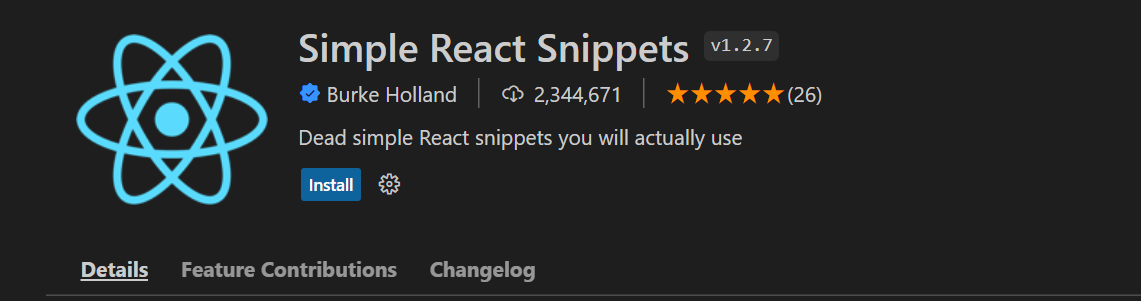 Simple React Snippets v1.2.7
Burke Holland 2,344,671 ★★★★★(26)
Dead simple React snippets you will actually use
Install
Details Feature Contributions Changelog